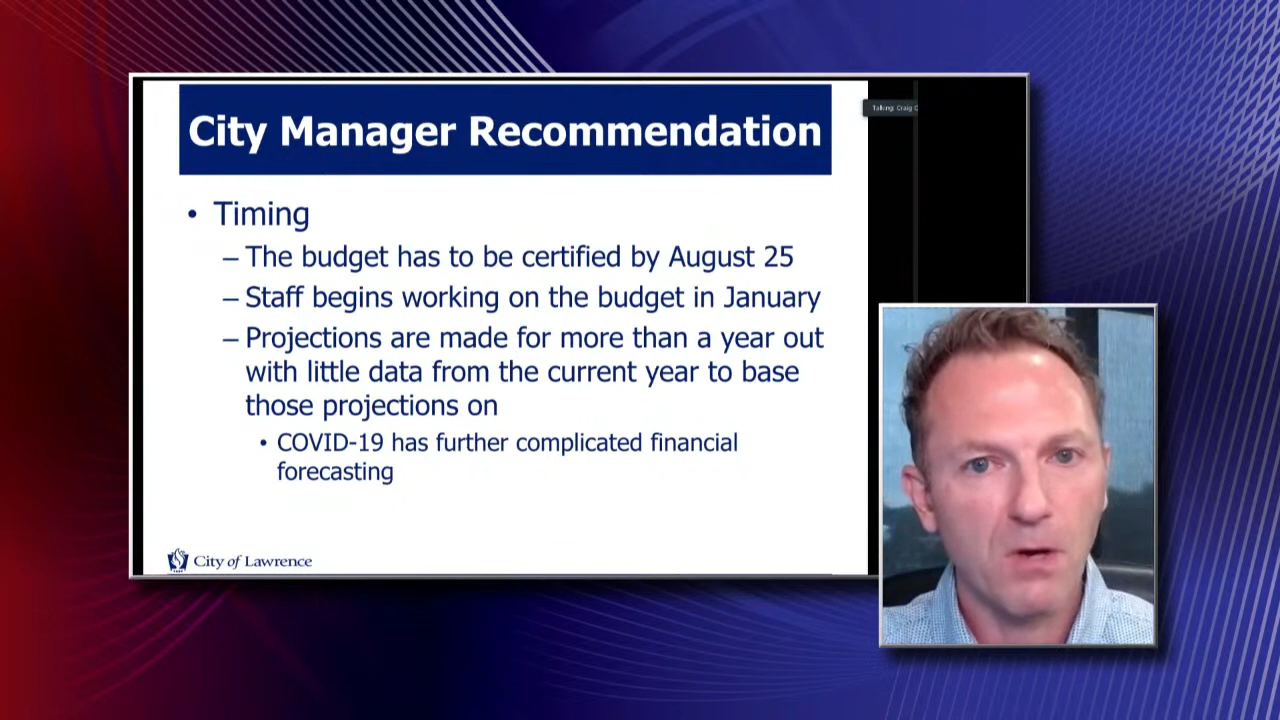 City Manager Recommendation
Talking: Craig C
• Timing
– The budget has to be certified by August 25
– Staff begins working on the budget in January
– Projections are made for more than a year out
with little data from the current year to base
those projections on
• COVID-19 has further complicated financial
forecasting
City of Lawrence